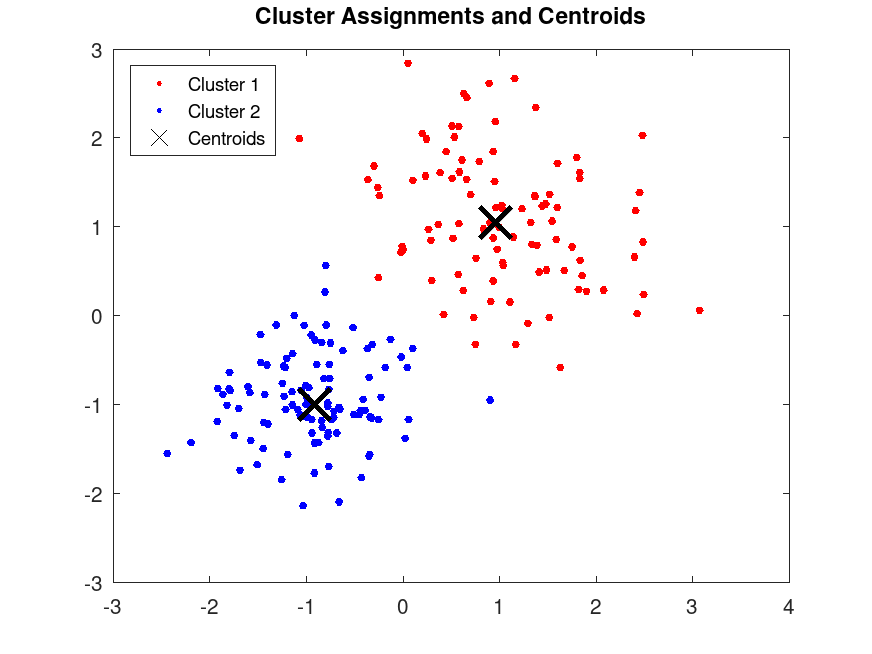 Cluster Assignments and Centroids
3
Cluster 1
Cluster 2
Centroids
2
1
0
-1
-2
-3
-3 -2 -1 0 1 2 3 4